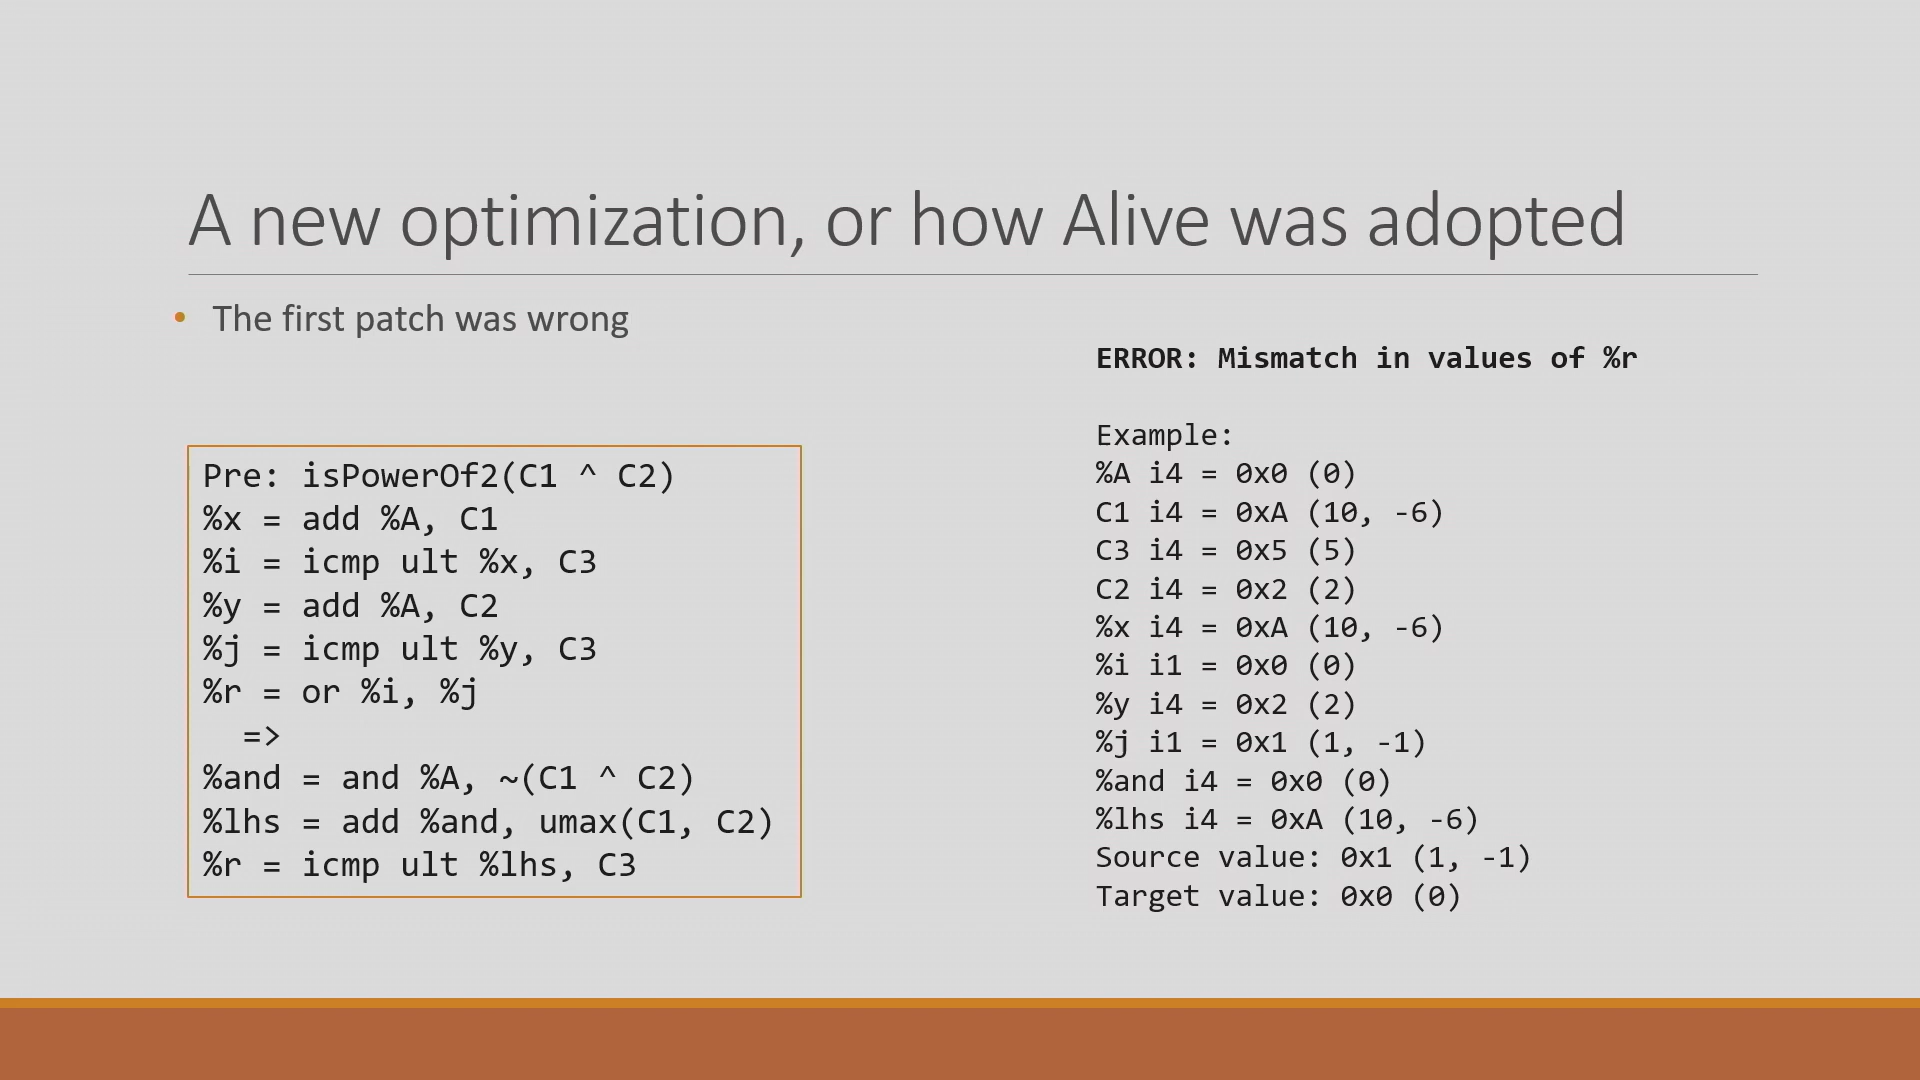 A new optimization, or how Alive was adopted
• The first patch was wrong
Pre: isPowerOf2(C1 ^ C2)
%x = add %A, C1
%i = icmp ult %x, C3
%y = add %A, C2
%j = icmp ult %y, C3
%r = or %i, %j
=>
%and = and %A, ~(C1 ^ C2)
%lhs = add %and, umax(C1, C2)
%r = icmp ult %lhs, C3
ERROR: Mismatch in values of %r
Example:
%A i4 = 0x0 (0)
C1 i4 = 0xA (10, -6)
C3 i4 = 0x5 (5)
C2 i4 = 0x2 (2)
%x i4 = 0xA (10, -6)
%i i1 = 0x0 (0)
%y i4 = 0x2 (2)
%j i1 = 0x1 (1, -1)
%and i4 = 0x0 (0)
%lhs i4 = 0xA (10, -6)
Source value: 0x1 (1, -1)
Target value: 0x0 (0)